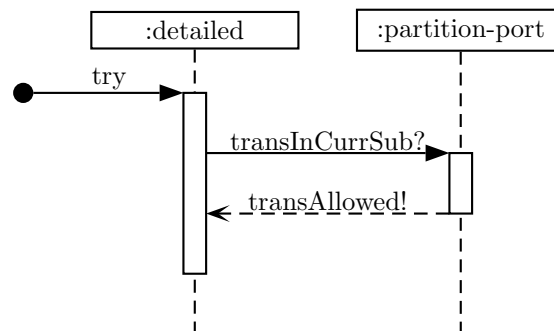 :detailed
:partition-port
try
transInCurrSub?
transAllowed!